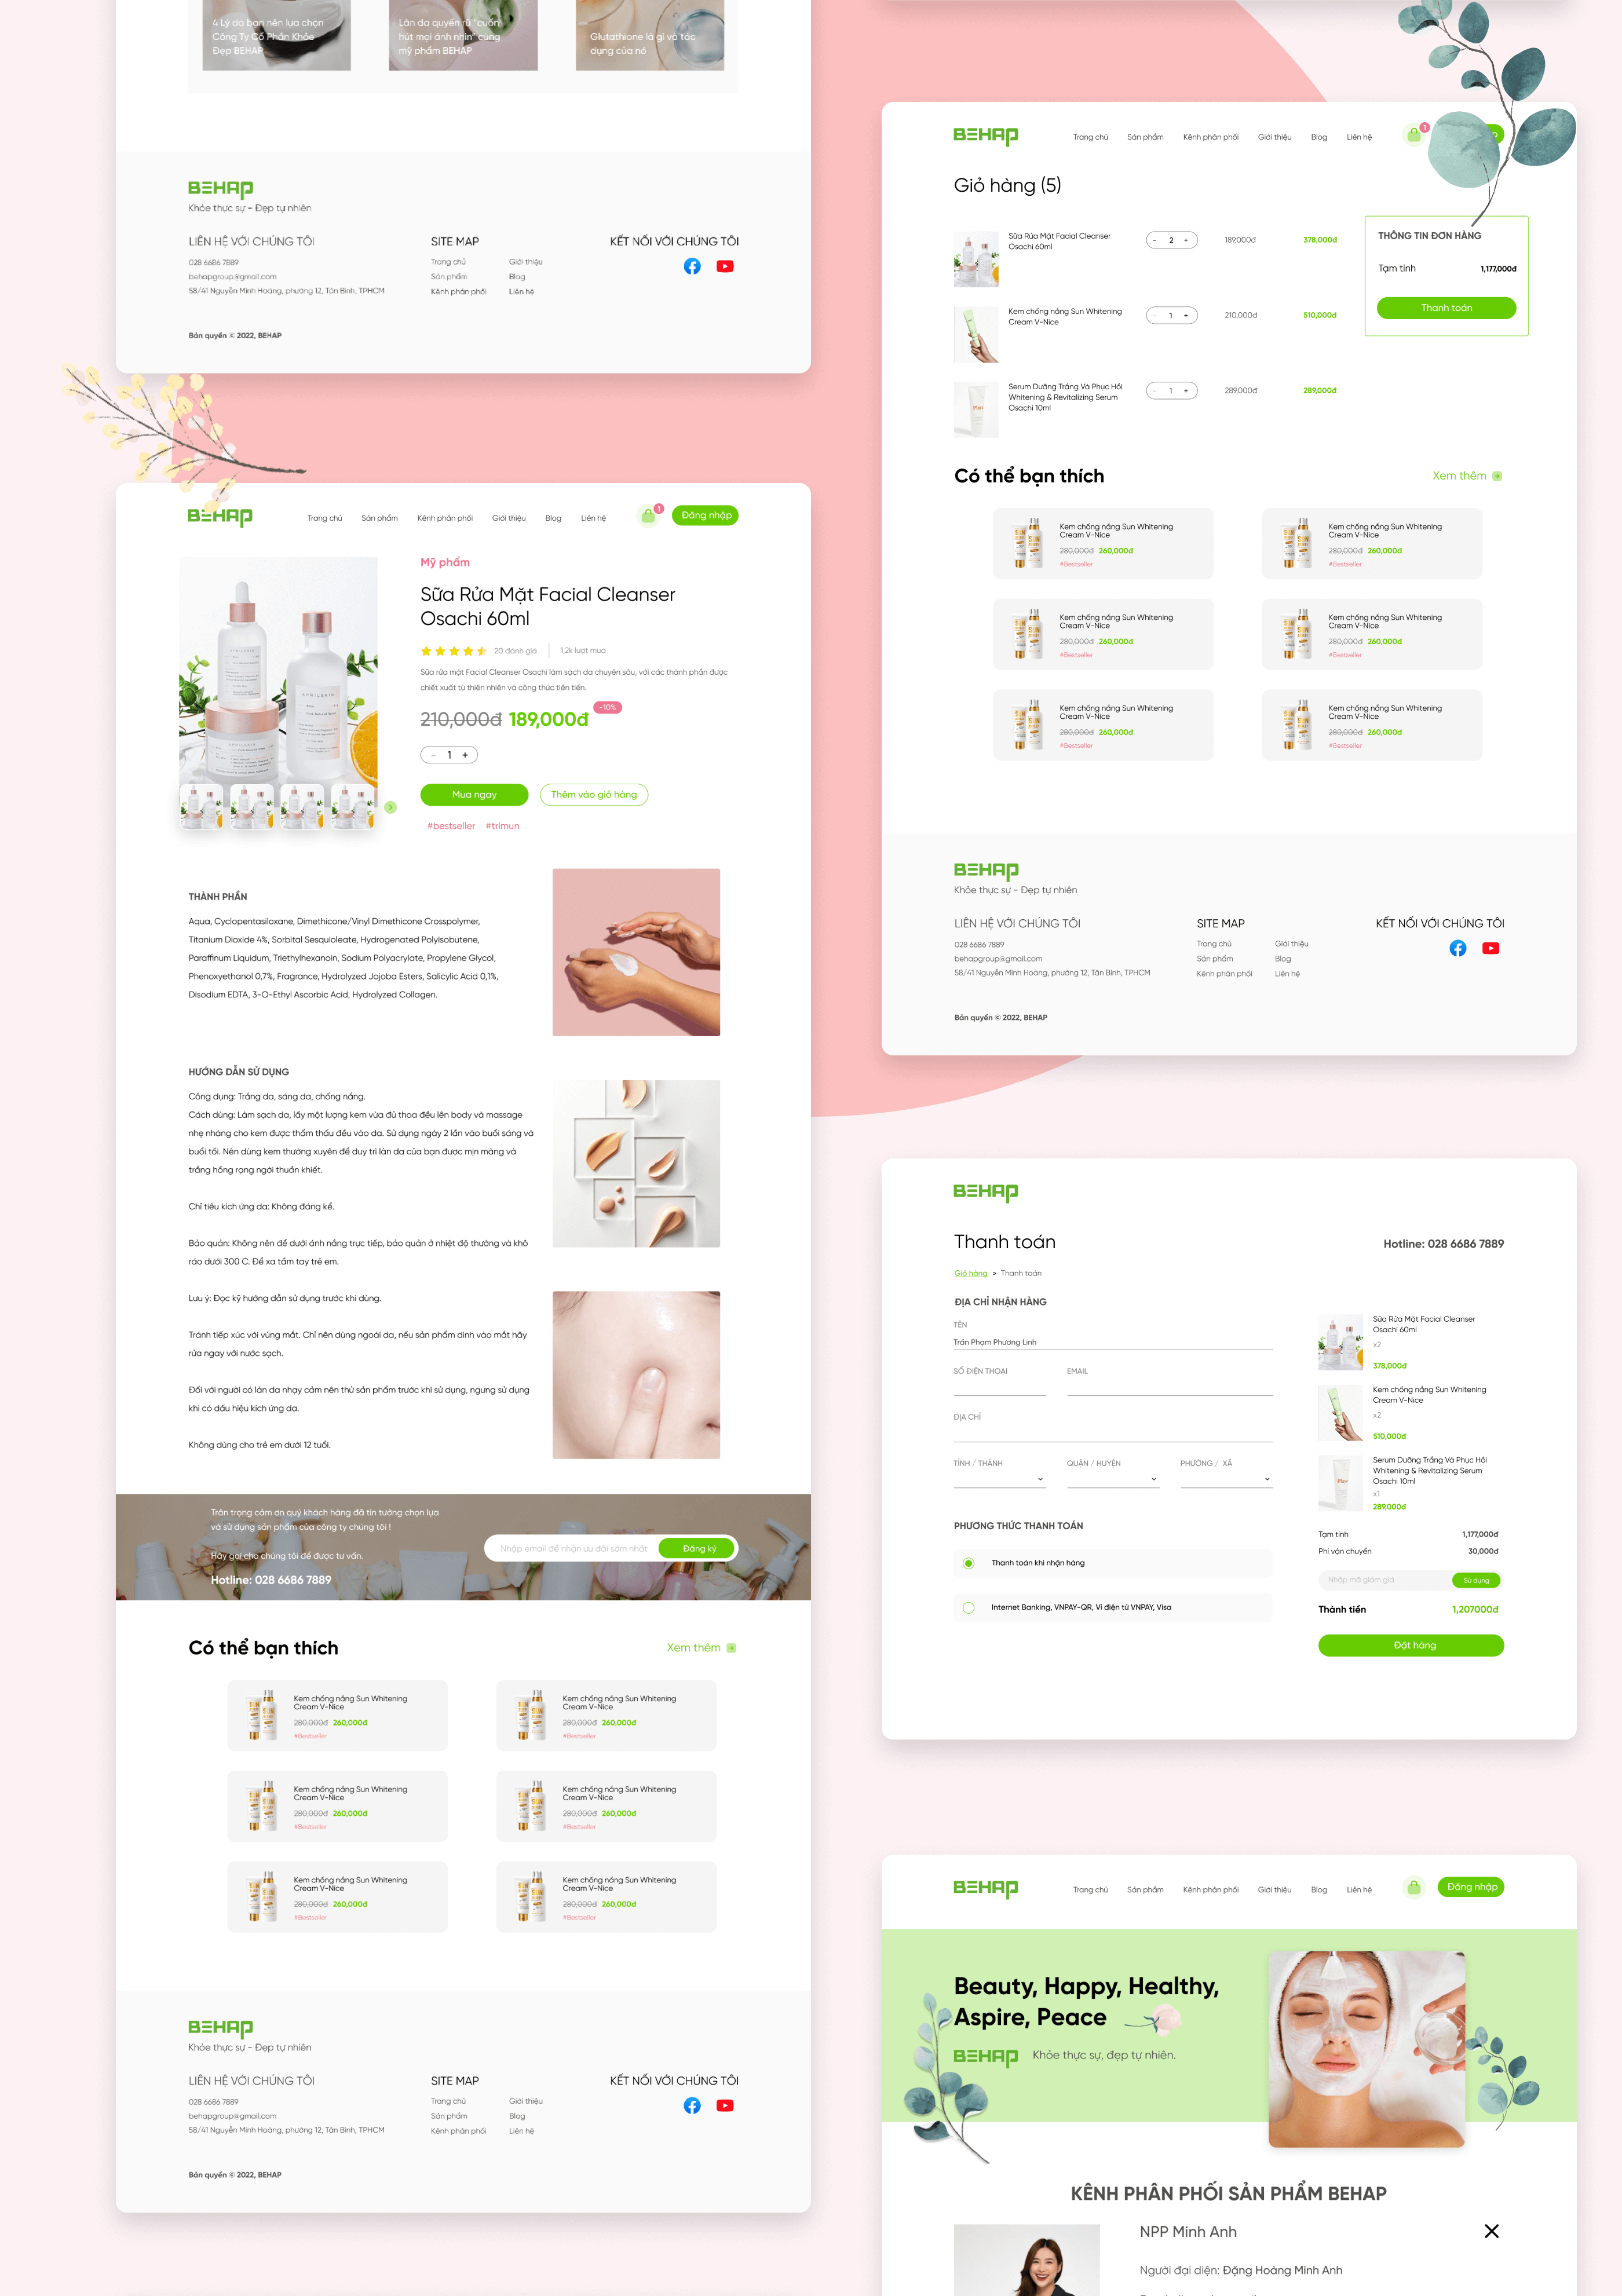 4 Lý do bạn nên lựa chọn
Công Ty Cổ Phần Khỏe
Đẹp BEHAP
Làn da quyến rũ “cuốn
hút mọi ánh nhìn” cùng
mỹ phẩm BEHAP
Glutathione là gì và tác
dụng của nó
BEHAP
Khỏe thực sự - Đẹp tự nhiên
LIÊN HỆ VỚI CHÚNG TÔI
028 6686 7889
behapgroup@gmail.com
58/41 Nguyễn Minh Hoàng, phường 12, Tân Bình, TPHCM
SITE MAP
Trang chủ
Giới thiệu
Sản phẩm
Blog
Kênh phân phối
Liên hệ
KẾT NỐI VỚI CHÚNG TÔI
Bản quyền © 2022, BEHAP
BEHAP
Trang chủ
Sản phẩm
Kênh phân phối
Giới thiệu
Blog
Liên hệ
1
Đăng nhập
Mỹ phẩm
Sữa Rửa Mặt Facial Cleanser
Osachi 60ml
20 đánh giá
1,2k lượt mua
Sữa rửa mặt Facial Cleanser Osachi làm sạch da chuyên sâu, với các thành phần được
chiết xuất từ thiên nhiên và công thức tiên tiến.
210,000đ 189,000đ -10%
- 1 +
Mua ngay
Thêm vào giỏ hàng
#bestseller #trimun
APRILSKIN
APRILSKIN
APRILSKIN
THÀNH PHẦN
Aqua, Cyclopentasiloxane, Dimethicone/Vinyl Dimethicone Crosspolymer,
Titanium Dioxide 4%, Sorbital Sesquioleate, Hydrogenated Polyisobutene,
Paraffinum Liquidum, Triethylhexanoin, Sodium Polyacrylate, Propylene Glycol,
Phenoxyethanol 0,7%, Fragrance, Hydrolyzed Jojoba Esters, Salicylic Acid 0,1%,
Disodium EDTA, 3-O-Ethyl Ascorbic Acid, Hydrolyzed Collagen.
HƯỚNG DẪN SỬ DỤNG
Công dụng: Trắng da, sáng da, chống nắng.
Cách dùng: Làm sạch da, lấy một lượng kem vừa đủ thoa đều lên body và massage
nhẹ nhàng cho kem được thẩm thấu đều vào da. Sử dụng ngày 2 lần vào buổi sáng và
buổi tối. Nên dùng kem thường xuyên để duy trì làn da của bạn được mịn màng và
trắng hồng rạng ngời thuần khiết.
Chỉ tiêu kích ứng da: Không đáng kể.
Bảo quản: Không nên để dưới ánh nắng trực tiếp, bảo quản ở nhiệt độ thường và khô
ráo dưới 300 C. Để xa tầm tay trẻ em.
Lưu ý: Đọc kỹ hướng dẫn sử dụng trước khi dùng.
Tránh tiếp xúc với vùng mắt. Chỉ nên dùng ngoài da, nếu sản phẩm dính vào mắt hãy
rửa ngay với nước sạch.
Đối với người có làn da nhạy cảm nên thử sản phẩm trước khi sử dụng, ngưng sử dụng
khi có dấu hiệu kích ứng da.
Không dùng cho trẻ em dưới 12 tuổi.
Trân trọng cảm ơn quý khách hàng đã tin tưởng chọn lựa
và sử dụng sản phẩm của công ty chúng tôi !
Hãy gọi cho chúng tôi để được tư vấn.
Hotline: 028 6686 7889
Nhập email để nhận ưu đãi sớm nhất
Đăng ký
Có thể bạn thích
Xem thêm
Kem chống nắng Sun Whitening
Cream V-Nice
280,000đ 260,000đ
#Bestseller
Kem chống nắng Sun Whitening
Cream V-Nice
280,000đ 260,000đ
#Bestseller
Kem chống nắng Sun Whitening
Cream V-Nice
280,000đ 260,000đ
#Bestseller
Kem chống nắng Sun Whitening
Cream V-Nice
280,000đ 260,000đ
#Bestseller
Kem chống nắng Sun Whitening
Cream V-Nice
280,000đ 260,000đ
#Bestseller
Kem chống nắng Sun Whitening
Cream V-Nice
280,000đ 260,000đ
#Bestseller
BEHAP
Khỏe thực sự - Đẹp tự nhiên
LIÊN HỆ VỚI CHÚNG TÔI
028 6686 7889
behapgroup@gmail.com
58/41 Nguyễn Minh Hoàng, phường 12, Tân Bình, TPHCM
SITE MAP
Trang chủ
Giới thiệu
Sản phẩm
Blog
Kênh phân phối
Liên hệ
KẾT NỐI VỚI CHÚNG TÔI
Bản quyền © 2022, BEHAP
BEHAP
Trang chủ
Sản phẩm
Kênh phân phối
Giới thiệu
Blog
Liên hệ
1
Giỏ hàng (5)
Sữa Rửa Mặt Facial Cleanser
Osachi 60ml
- 2 +
189,000đ
378,000đ
Kem chống nắng Sun Whitening
Cream V-Nice
- 1 +
210,000đ
510,000đ
Serum Dưỡng Trắng Và Phục Hồi
Whitening & Revitalizing Serum
Osachi 10ml
- 1 +
289,000đ
289,000đ
THÔNG TIN ĐƠN HÀNG
Tạm tính
1,177,000đ
Thanh toán
Có thể bạn thích
Xem thêm
Kem chống nắng Sun Whitening
Cream V-Nice
280,000đ 260,000đ
#Bestseller
Kem chống nắng Sun Whitening
Cream V-Nice
280,000đ 260,000đ
#Bestseller
Kem chống nắng Sun Whitening
Cream V-Nice
280,000đ 260,000đ
#Bestseller
Kem chống nắng Sun Whitening
Cream V-Nice
280,000đ 260,000đ
#Bestseller
Kem chống nắng Sun Whitening
Cream V-Nice
280,000đ 260,000đ
#Bestseller
Kem chống nắng Sun Whitening
Cream V-Nice
280,000đ 260,000đ
#Bestseller
BEHAP
Khỏe thực sự - Đẹp tự nhiên
LIÊN HỆ VỚI CHÚNG TÔI
028 6686 7889
behapgroup@gmail.com
58/41 Nguyễn Minh Hoàng, phường 12, Tân Bình, TPHCM
SITE MAP
Trang chủ
Giới thiệu
Sản phẩm
Blog
Kênh phân phối
Liên hệ
KẾT NỐI VỚI CHÚNG TÔI
Bản quyền © 2022, BEHAP
BEHAP
Thanh toán
Hotline: 028 6686 7889
Giỏ hàng > Thanh toán
ĐỊA CHỈ NHẬN HÀNG
TÊN
Trần Phạm Phương Linh
SỐ ĐIỆN THOẠI
EMAIL
ĐỊA CHỈ
TỈNH / THÀNH
QUẬN / HUYỆN
PHƯỜNG / XÃ
PHƯƠNG THỨC THANH TOÁN
Thanh toán khi nhận hàng
Internet Banking, VNPAY-QR, Ví điện tử VNPAY, Visa
Sữa Rửa Mặt Facial Cleanser
Osachi 60ml
x2
378,000đ
Kem chống nắng Sun Whitening
Cream V-Nice
x2
510,000đ
Serum Dưỡng Trắng Và Phục Hồi
Whitening & Revitalizing Serum
Osachi 10ml
x1
289,000đ
Tạm tính
1,177,000đ
Phí vận chuyển
30,000đ
Nhập mã giảm giá
Sử dụng
Thành tiền
1,207000đ
Đặt hàng
BEHAP
Trang chủ
Sản phẩm
Kênh phân phối
Giới thiệu
Blog
Liên hệ
Đăng nhập
Beauty, Happy, Healthy,
Aspire, Peace
BEHAP
Khỏe thực sự, đẹp tự nhiên.
KÊNH PHÂN PHỐI SẢN PHẨM BEHAP
NPP Minh Anh
Người đại diện: Đặng Hoàng Minh Anh